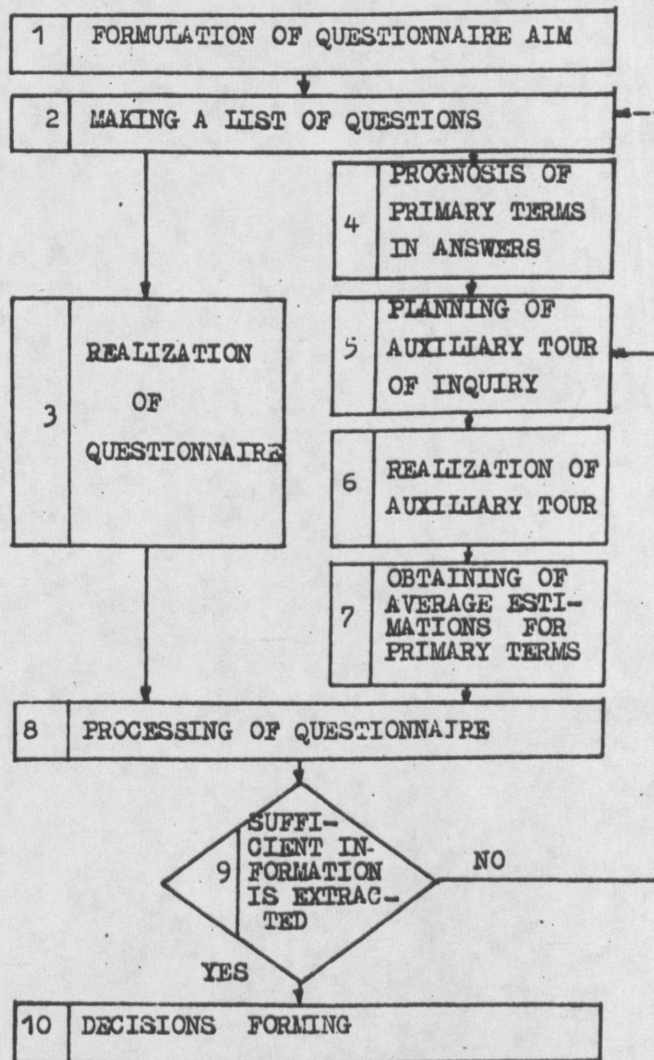 1 FORMULATION OF QUESTIONNAIRE AIM
2 MAKING A LIST OF QUESTIONS
3
REALIZATION
OF
QUESTIONNAIRE
4
PROGNOSIS OF
PRIMARY TERMS
IN ANSWERS
5
PLANNING OF
AUXILIARY TOUR
OF INQUIRY
6
REALIZATION OF
AUXILIARY TOUR
7
OBTAINING OF
AVERAGE ESTI-
MATIONS FOR
PRIMARY TERMS
8 PROCESSING OF QUESTIONNAIRE
9
SUFFI-
CIENT IN-
FORMATION
IS EXTRAC-
TED
NO
YES
10 DECISIONS FORMING